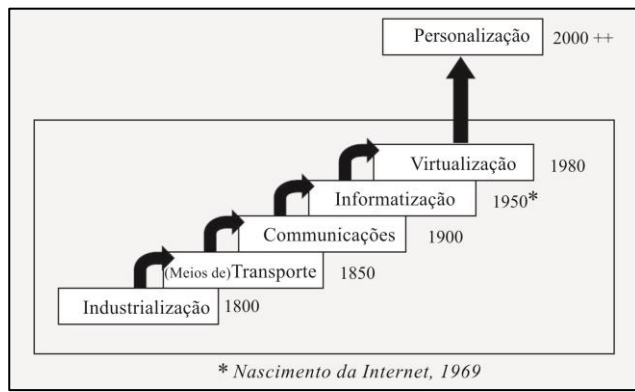 Personalização 2000 ++
Virtualização 1980
Informatização 1950*
Communicações 1900
(Meios de)Transporte 1850
Industrialização 1800
* Nascimento da Internet, 1969